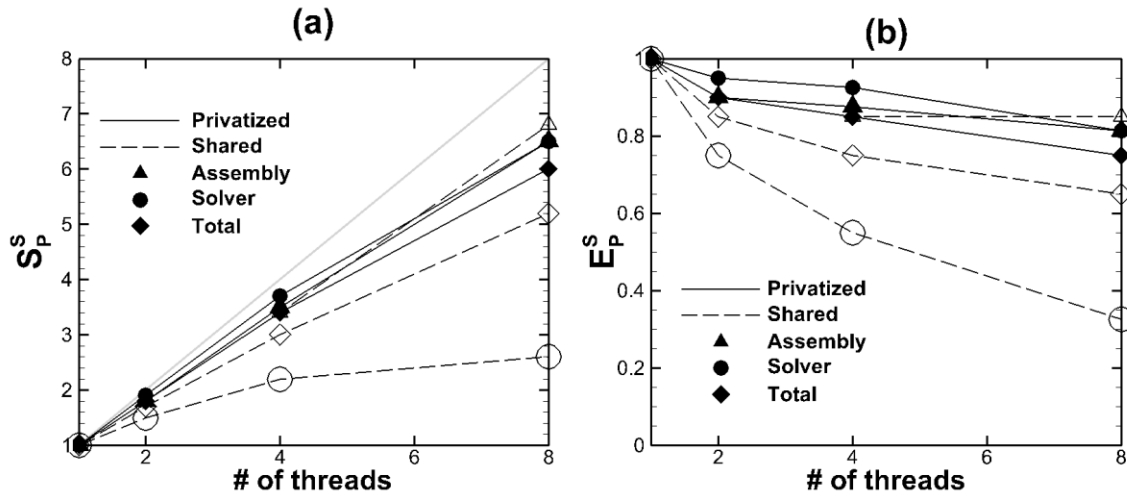 (a)
8
7
6
5
4
3
2
1
S_P^S
Privatized
Shared
Assembly
Solver
Total
2
4
6
8
# of threads
(b)
1
0.8
0.6
0.4
0.2
0
E_P^S
Privatized
Shared
Assembly
Solver
Total
2
4
6
8
# of threads